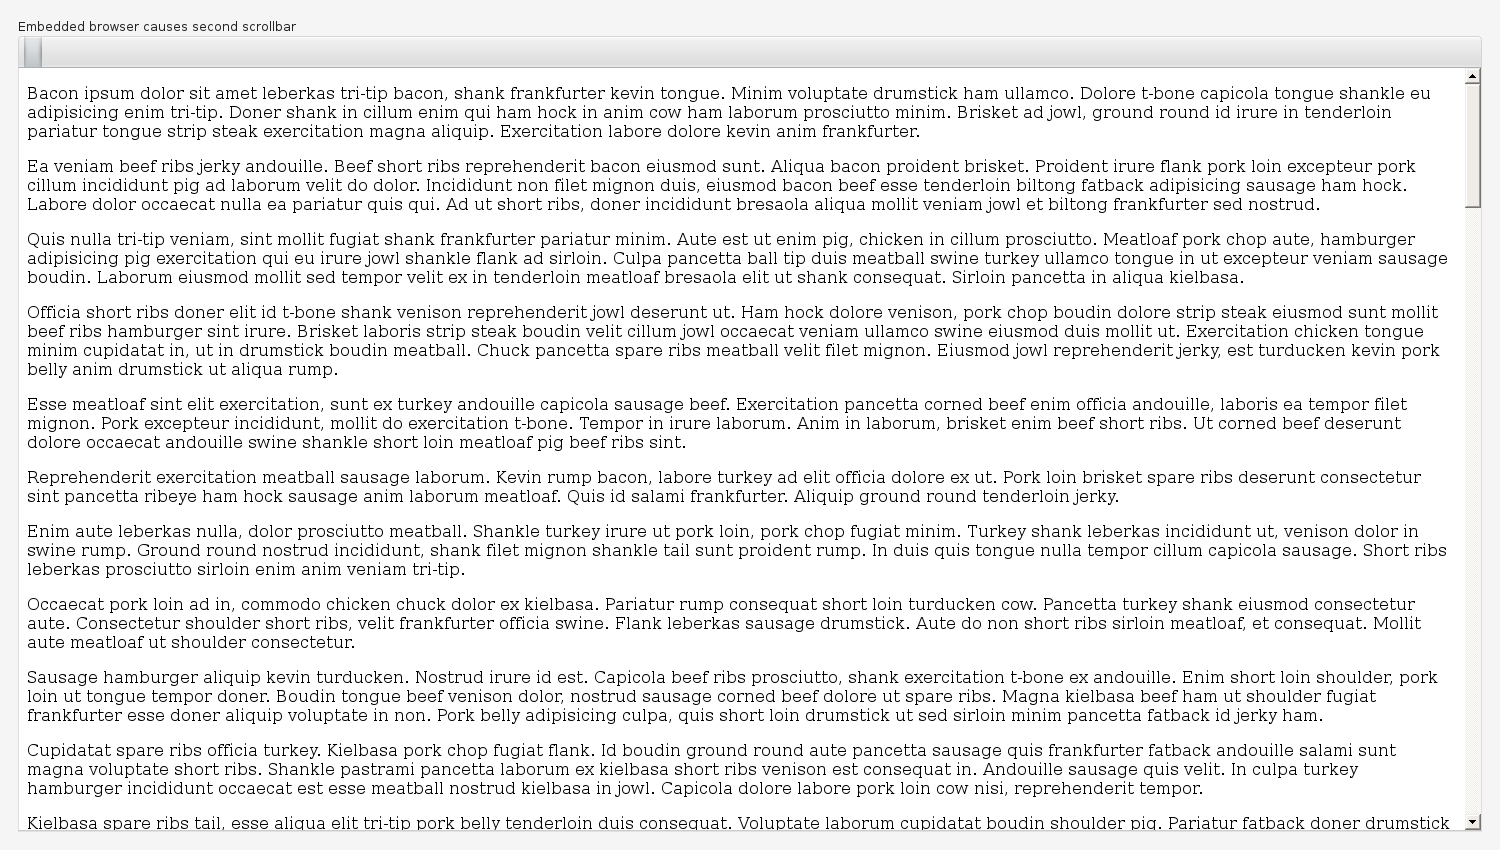 Embedded browser causes second scrollbar
Bacon ipsum dolor sit amet leberkas tri-tip bacon, shank frankfurter kevin tongue. Minim voluptate drumstick ham ullamco. Dolore t-bone capicola tongue shankle eu
adipisicing enim tri-tip. Doner shank in cillum enim qui ham hock in anim cow ham laborum prosciutto minim. Brisket ad jowl, ground round id irure in tenderloin
pariatur tongue strip steak exercitation magna aliquip. Exercitation labore dolore kevin anim frankfurter.
Ea veniam beef ribs jerky andouille. Beef short ribs reprehenderit bacon eiusmod sunt. Aliqua bacon proident brisket. Proident irure flank pork loin excepteur pork
cillum incididunt pig ad laborum velit do dolor. Incididunt non filet mignon duis, eiusmod bacon beef esse tenderloin biltong fatback adipisicing sausage ham hock.
Labore dolor occaecat nulla ea pariatur quis qui. Ad ut short ribs, doner incididunt bresaola aliqua mollit veniam jowl et biltong frankfurter sed nostrud.
Quis nulla tri-tip veniam, sint mollit fugiat shank frankfurter pariatur minim. Aute est ut enim pig, chicken in cillum prosciutto. Meatloaf pork chop aute, hamburger
adipisicing pig exercitation qui eu irure jowl shankle flank ad sirloin. Culpa pancetta ball tip duis meatball swine turkey ullamco tongue in ut excepteur veniam sausage
boudin. Laborum eiusmod mollit sed tempor velit ex in tenderloin meatloaf bresaola elit ut shank consequat. Sirloin pancetta in aliqua kielbasa.
Officia short ribs doner elit id t-bone shank venison reprehenderit jowl deserunt ut. Ham hock dolore venison, pork chop boudin dolore strip steak eiusmod sunt mollit
beef ribs hamburger sint irure. Brisket laboris strip steak boudin velit cillum jowl occaecat veniam ullamco swine eiusmod duis mollit ut. Exercitation chicken tongue
minim cupidatat in, ut in drumstick boudin meatball. Chuck pancetta spare ribs meatball velit filet mignon. Eiusmod jowl reprehenderit jerky, est turducken kevin pork
belly anim drumstick ut aliqua rump.
Esse meatloaf sint elit exercitation, sunt ex turkey andouille capicola sausage beef. Exercitation pancetta corned beef enim officia andouille, laboris ea tempor filet
mignon. Pork excepteur incididunt, mollit do exercitation t-bone. Tempor in irure laborum. Anim in laborum, brisket enim beef short ribs. Ut corned beef deserunt
dolore occaecat andouille swine shankle short loin meatloaf pig beef ribs sint.
Reprehenderit exercitation meatball sausage laborum. Kevin rump bacon, labore turkey ad elit officia dolore ex ut. Pork loin brisket spare ribs deserunt consectetur
sint pancetta ribeye ham hock sausage anim laborum meatloaf. Quis id salami frankfurter. Aliquip ground round tenderloin jerky.
Enim aute leberkas nulla, dolor prosciutto meatball. Shankle turkey irure ut pork loin, pork chop fugiat minim. Turkey shank leberkas incididunt ut, venison dolor in
swine rump. Ground round nostrud incididunt, shank filet mignon shankle tail sunt proident rump. In duis quis tongue nulla tempor cillum capicola sausage. Short ribs
leberkas prosciutto sirloin enim anim veniam tri-tip.
Occaecat pork loin ad in, commodo chicken chuck dolor ex kielbasa. Pariatur rump consequat short loin turducken cow. Pancetta turkey shank eiusmod consectetur
aute. Consectetur shoulder short ribs, velit frankfurter officia swine. Flank leberkas sausage drumstick. Aute do non short ribs sirloin meatloaf, et consequat. Mollit
aute meatloaf ut shoulder consectetur.
Sausage hamburger aliquip kevin turducken. Nostrud irure id est. Capicola beef ribs prosciutto, shank exercitation t-bone ex andouille. Enim short loin shoulder, pork
loin ut tongue tempor doner. Boudin tongue beef venison dolor, nostrud sausage corned beef dolore ut spare ribs. Magna kielbasa beef ham ut shoulder fugiat
frankfurter esse doner aliquip voluptate in non. Pork belly adipisicing culpa, quis short loin drumstick ut sed sirloin minim pancetta fatback id jerky ham.
Cupidatat spare ribs officia turkey. Kielbasa pork chop fugiat flank. Id boudin ground round aute pancetta sausage quis frankfurter fatback andouille salami sunt
magna voluptate short ribs. Shankle pastrami pancetta laborum ex kielbasa short ribs venison est consequat in. Andouille sausage quis velit. In culpa turkey
hamburger incididunt occaecat est esse meatball nostrud kielbasa in jowl. Capicola dolore labore pork loin cow nisi, reprehenderit tempor.
Kielbasa spare ribs tail, esse aliqua elit tri-tip pork belly tenderloin duis consequat. Voluptate laborum cupidatat boudin shoulder pig. Pariatur fatback doner drumstick